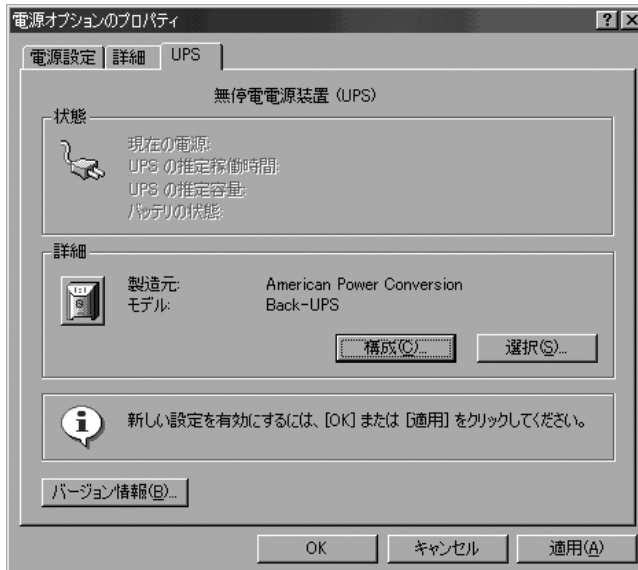 電源オプションのプロパティ
電源設定 詳細 UPS
無停電電源装置 (UPS)
状態
現在の電源:
UPS の推定稼働時間:
UPS の推定容量:
バッテリの状態:
詳細
製造元: American Power Conversion
モデル: Back-UPS
構成(C)... 選択(S)...
新しい設定を有効にするには、[OK] または [適用] をクリックしてください。
バージョン情報(B)...
OK キャンセル 適用(A)